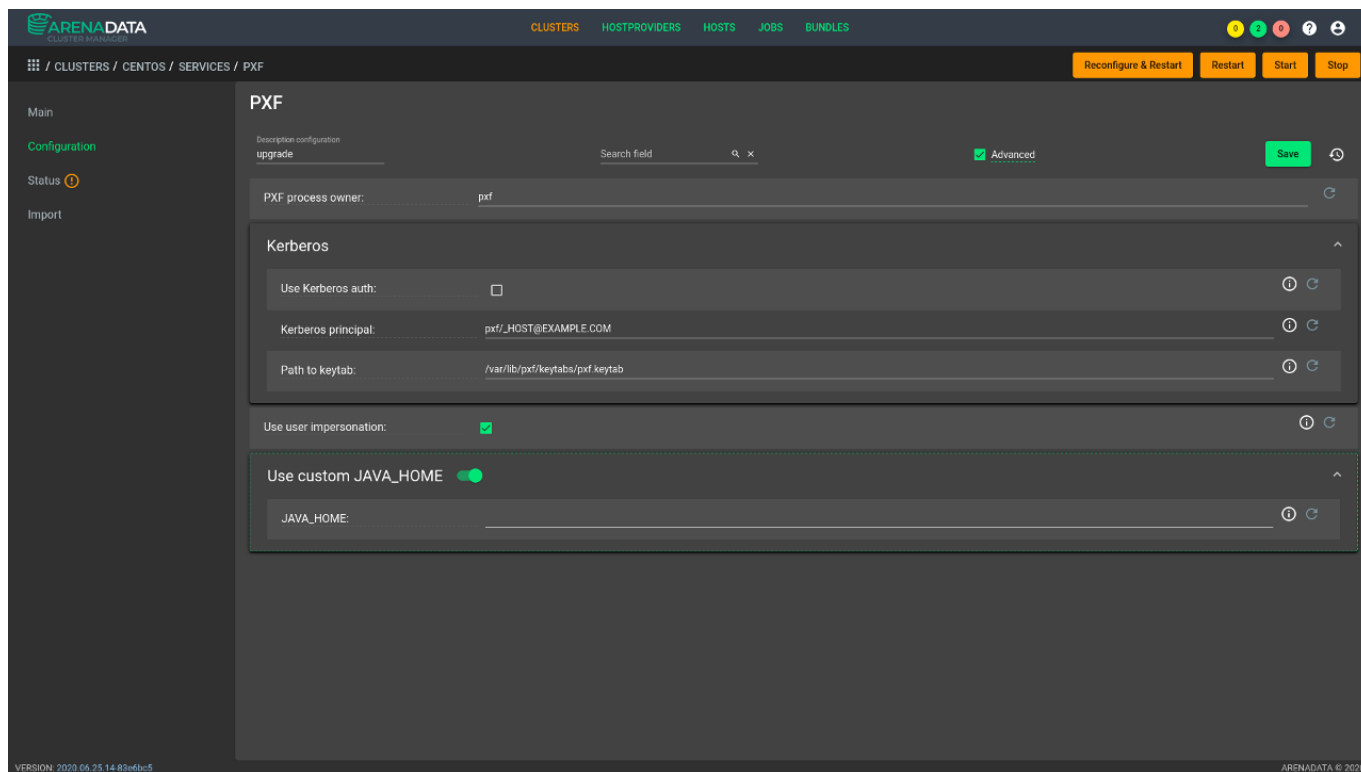 ARENADATA
CLUSTER MANAGER
CLUSTERS HOSTPROVIDERS HOSTS JOBS BUNDLES
0 2 0 ?
/ CLUSTERS / CENTOS / SERVICES / PXF
Reconfigure & Restart Restart Start Stop
Main
Configuration
Status
Import
PXF
Description configuration
upgrade
Search field
Advanced
Save
PXF process owner: pxf
Kerberos
Use Kerberos auth:
Kerberos principal: pxf/_HOST@EXAMPLE.COM
Path to keytab: /var/lib/pxf/keytabs/pxf.keytab
Use user impersonation:
Use custom JAVA_HOME
JAVA_HOME:
VERSION: 2020.06.25.14-83e6bc5
ARENADATA © 202